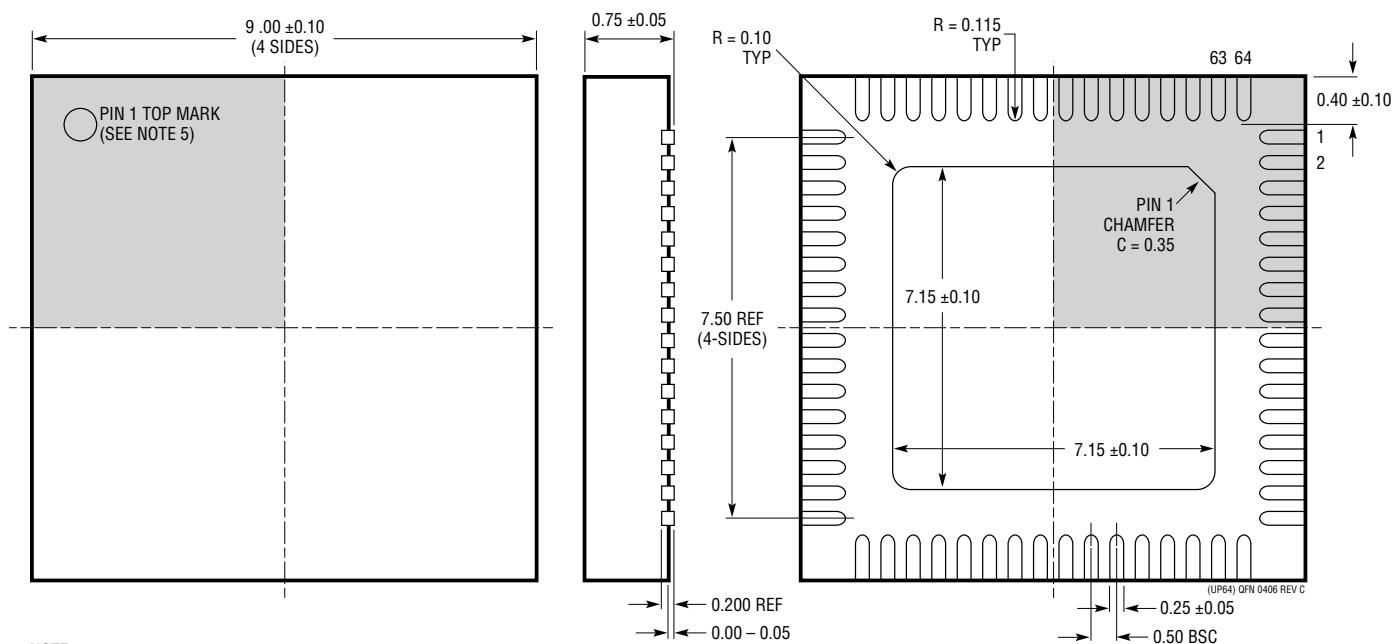 9 .00 ±0.10
(4 SIDES)
PIN 1 TOP MARK
(SEE NOTE 5)
0.75 ±0.05
0.200 REF
0.00 – 0.05
R = 0.10
TYP
R = 0.115
TYP
63 64
0.40 ±0.10
1
2
PIN 1
CHAMFER
C = 0.35
7.15 ±0.10
7.50 REF
(4-SIDES)
7.15 ±0.10
(UP64) QFN 0406 REV C
0.25 ±0.05
0.50 BSC